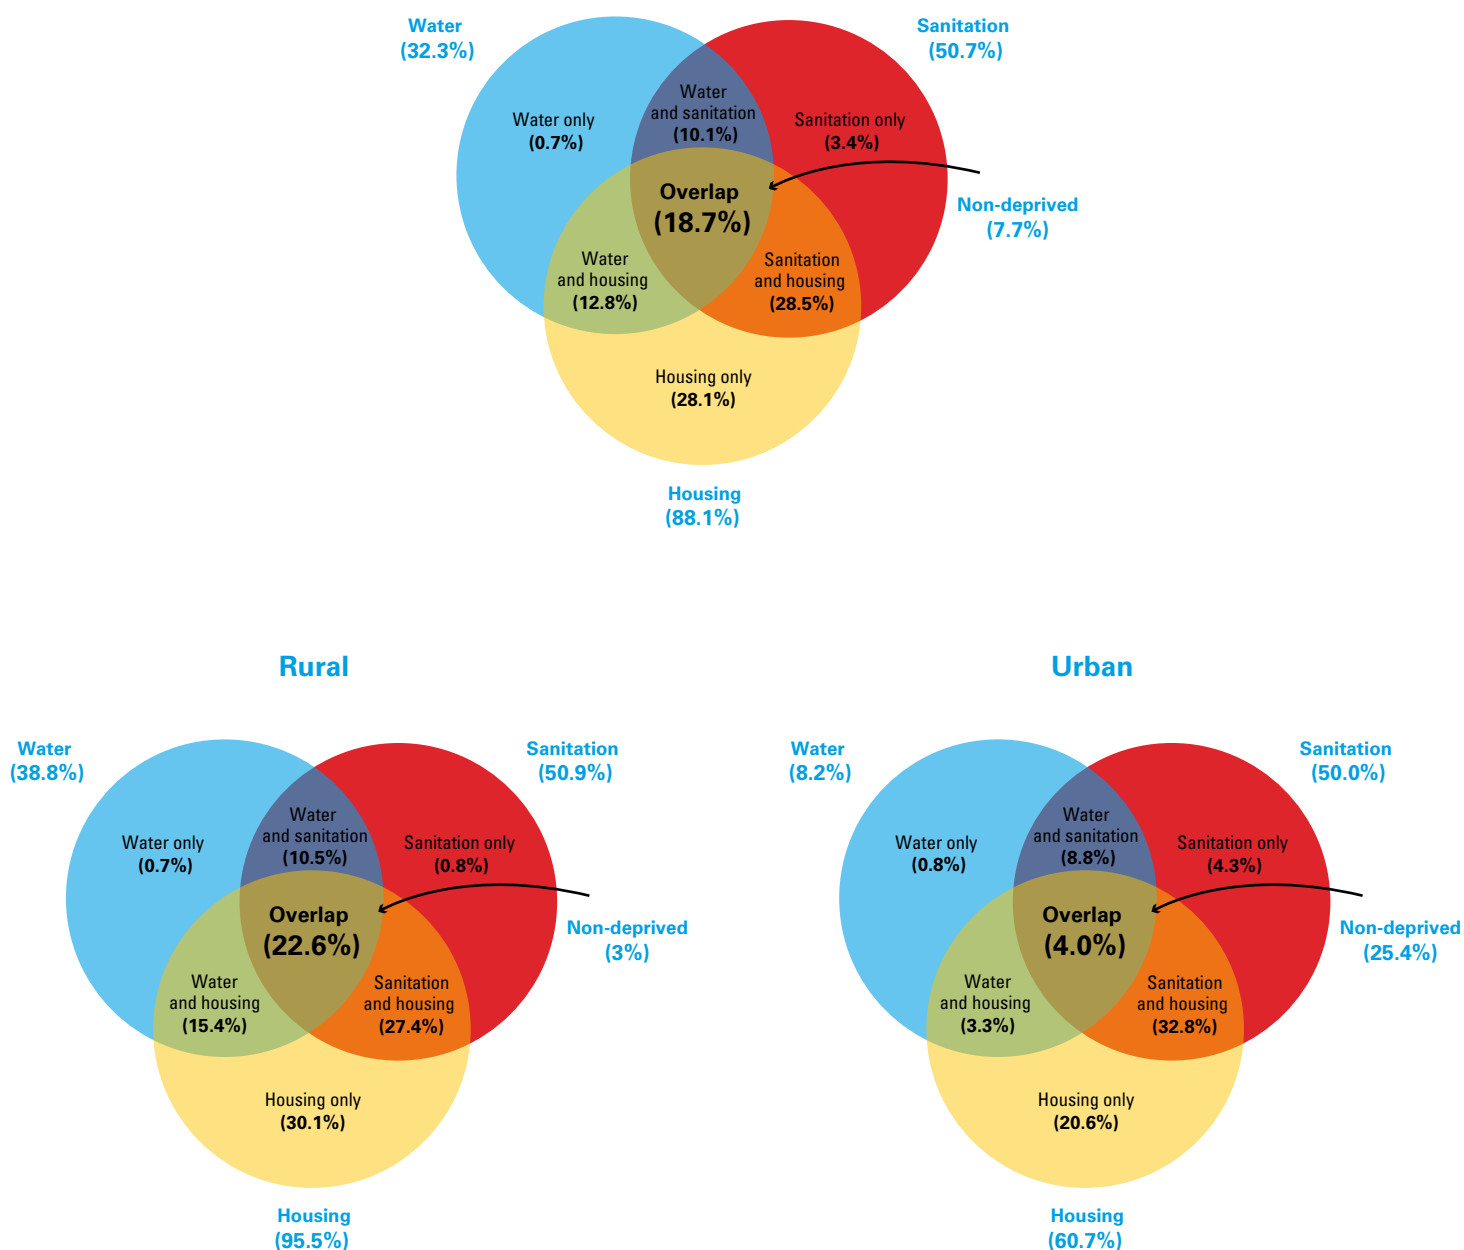 Water
(32.3%)
Sanitation
(50.7%)
Water only
(0.7%)
Water
and sanitation
(10.1%)
Sanitation only
(3.4%)
Overlap
(18.7%)
Non-deprived
(7.7%)
Water
and housing
(12.8%)
Sanitation
and housing
(28.5%)
Housing only
(28.1%)
Housing
(88.1%)
Rural
Water
(38.8%)
Sanitation
(50.9%)
Water only
(0.7%)
Water
and sanitation
(10.5%)
Sanitation only
(0.8%)
Overlap
(22.6%)
Non-deprived
(3%)
Water
and housing
(15.4%)
Sanitation
and housing
(27.4%)
Housing only
(30.1%)
Housing
(95.5%)
Urban
Water
(8.2%)
Sanitation
(50.0%)
Water only
(0.8%)
Water
and sanitation
(8.8%)
Sanitation only
(4.3%)
Overlap
(4.0%)
Non-deprived
(25.4%)
Water
and housing
(3.3%)
Sanitation
and housing
(32.8%)
Housing only
(20.6%)
Housing
(60.7%)